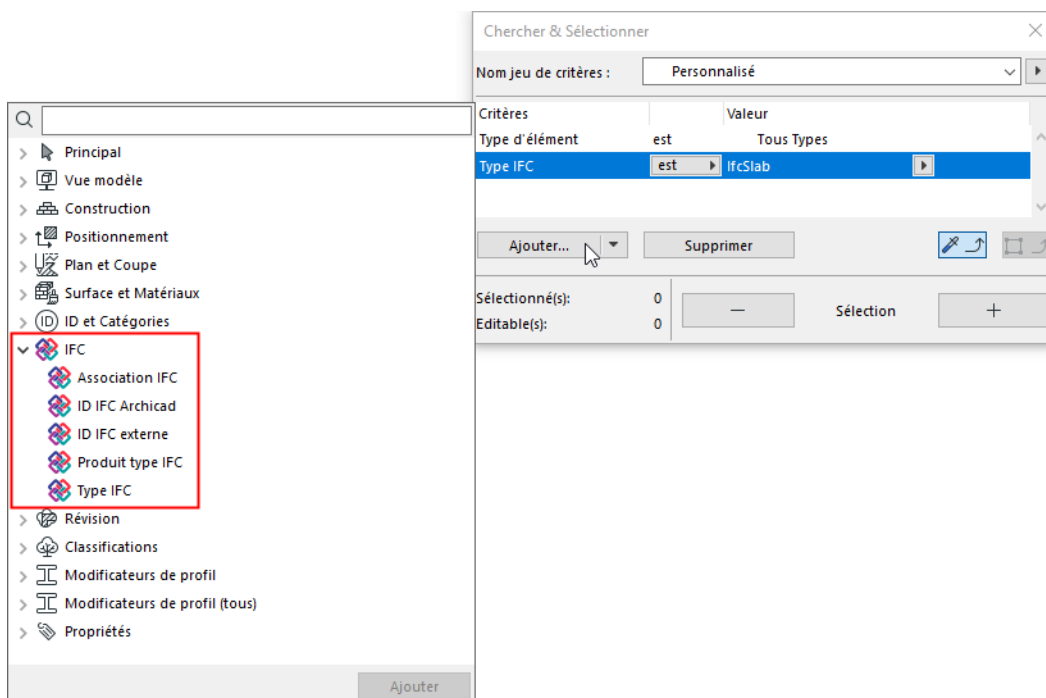 Chercher & Sélectionner
Nom jeu de critères :
Personnalisé
Critères
Valeur
Type d'élément
est
Tous Types
Type IFC
est
IfcSlab
Ajouter...
Supprimer
Sélectionné(s):
0
Editable(s):
0
Sélection
Principal
Vue modèle
Construction
Positionnement
Plan et Coupe
Surface et Matériaux
ID et Catégories
IFC
Association IFC
ID IFC Archicad
ID IFC externe
Produit type IFC
Type IFC
Révision
Classifications
Modificateurs de profil
Modificateurs de profil (tous)
Propriétés
Ajouter